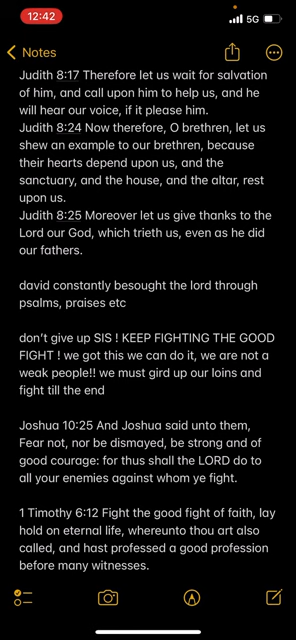 12:42
5G
Notes
Judith 8:17 Therefore let us wait for salvation
of him, and call upon him to help us, and he
will hear our voice, if it please him.
Judith 8:24 Now therefore, O brethren, let us
shew an example to our brethren, because
their hearts depend upon us, and the
sanctuary, and the house, and the altar, rest
upon us.
Judith 8:25 Moreover let us give thanks to the
Lord our God, which trieth us, even as he did
our fathers.
david constantly besought the lord through
psalms, praises etc
don’t give up SIS ! KEEP FIGHTING THE GOOD
FIGHT ! we got this we can do it, we are not a
weak people!! we must gird up our loins and
fight till the end
Joshua 10:25 And Joshua said unto them,
Fear not, nor be dismayed, be strong and of
good courage: for thus shall the LORD do to
all your enemies against whom ye fight.
1 Timothy 6:12 Fight the good fight of faith, lay
hold on eternal life, whereunto thou art also
called, and hast professed a good profession
before many witnesses.